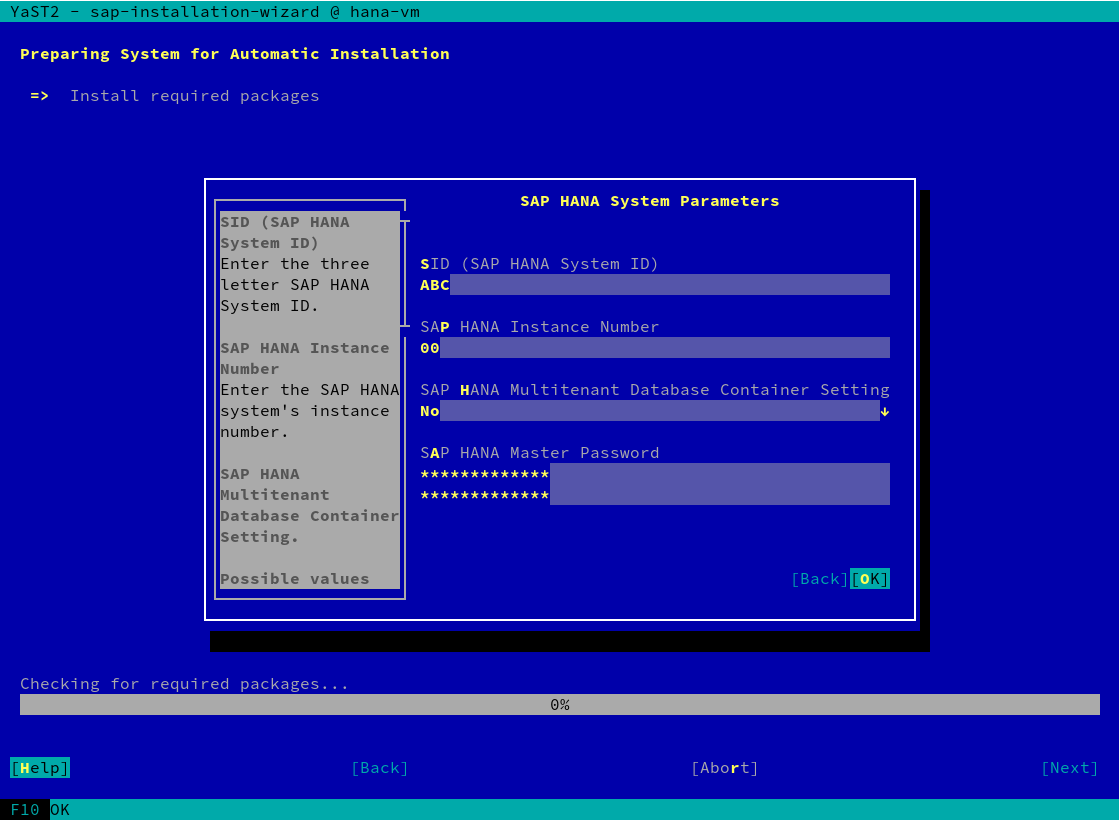 YaST2 - sap-installation-wizard @ hana-vm
Preparing System for Automatic Installation
=> Install required packages
SID (SAP HANA
System ID)
Enter the three
letter SAP HANA
System ID.
SAP HANA Instance
Number
Enter the SAP HANA
system's instance
number.
SAP HANA
Multitenant
Database Container
Setting.
Possible values
SAP HANA System Parameters
SID (SAP HANA System ID)
ABC
SAP HANA Instance Number
00
SAP HANA Multitenant Database Container Setting
No↓
SAP HANA Master Password
*************
*************
[Back][OK]
Checking for required packages...
0%
[Help] [Back] [Abort] [Next]
F10 OK